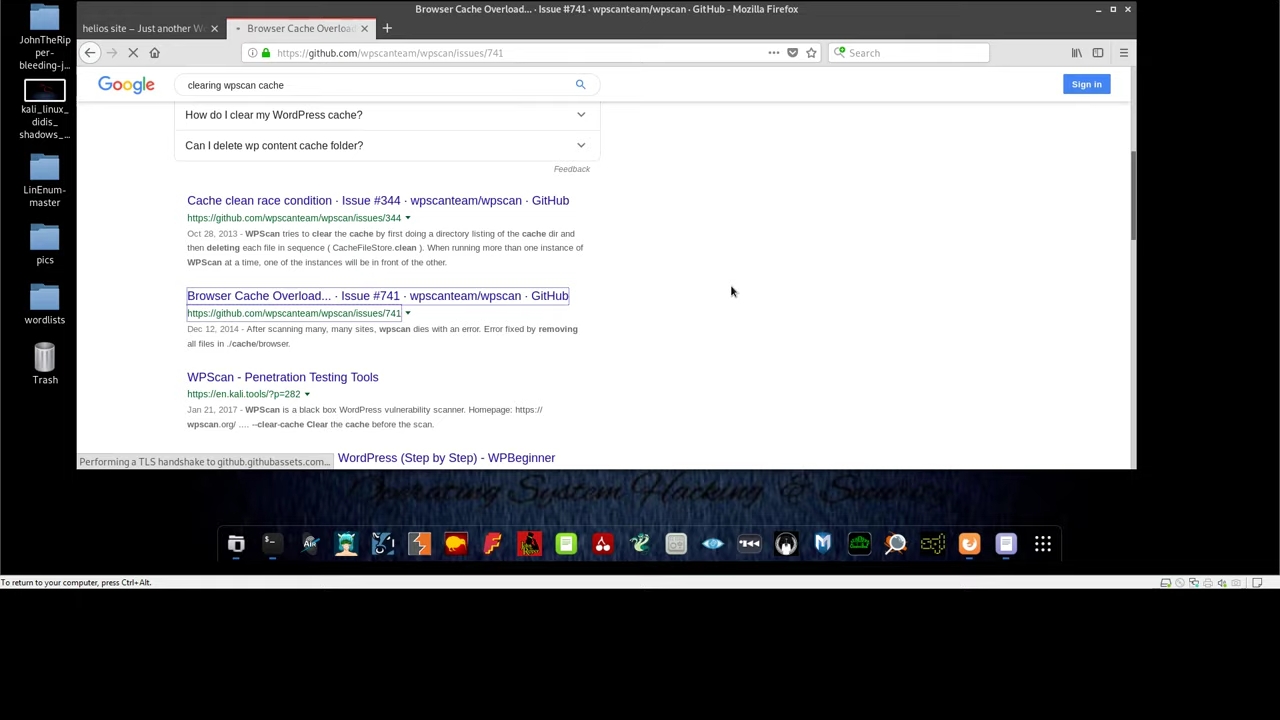 Browser Cache Overload... · Issue #741 · wpscanteam/wpscan · GitHub - Mozilla Firefox
helios site – Just another W
Browser Cache Overload
https://github.com/wpscanteam/wpscan/issues/741
Search
Google
clearing wpscan cache
Sign in
How do I clear my WordPress cache?
Can I delete wp content cache folder?
Feedback
Cache clean race condition · Issue #344 · wpscanteam/wpscan · GitHub
https://github.com/wpscanteam/wpscan/issues/344
Oct 28, 2013 - WPScan tries to clear the cache by first doing a directory listing of the cache dir and
then deleting each file in sequence ( CacheFileStore.clean ). When running more than one instance of
WPScan at a time, one of the instances will be in front of the other.
Browser Cache Overload... · Issue #741 · wpscanteam/wpscan · GitHub
https://github.com/wpscanteam/wpscan/issues/741
Dec 12, 2014 - After scanning many, many sites, wpscan dies with an error. Error fixed by removing
all files in ./cache/browser.
WPScan - Penetration Testing Tools
https://en.kali.tools/?p=282
Jan 21, 2017 - WPScan is a black box WordPress vulnerability scanner. Homepage: https://
wpscan.org/ .... --clear-cache Clear the cache before the scan.
WordPress (Step by Step) - WPBeginner
Performing a TLS handshake to github.githubassets.com...
JohnTheRip
per-
bleeding-j...
kali_linux_
didis_
shadows_...
LinEnum-
master
pics
wordlists
Trash
Operating System Hacking & Security
To return to your computer, press Ctrl+Alt.